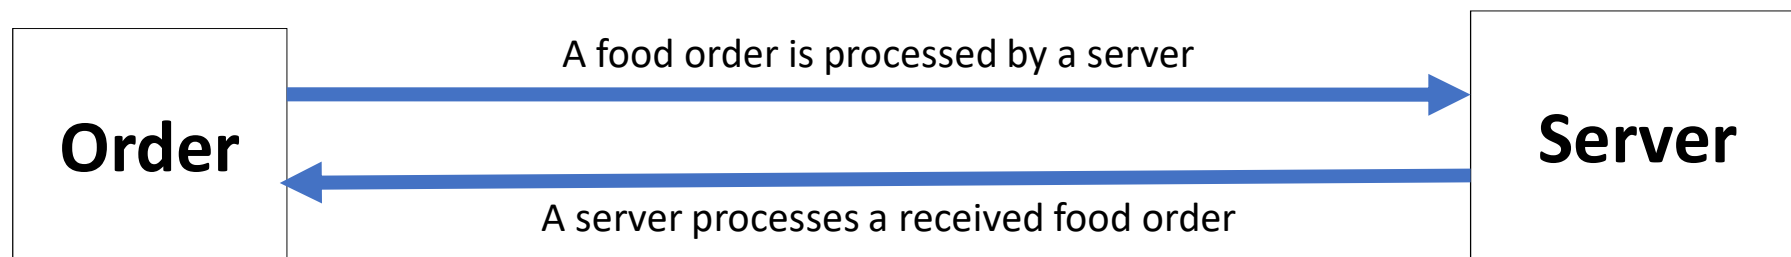 A food order is processed by a server
Order
Server
A server processes a received food order